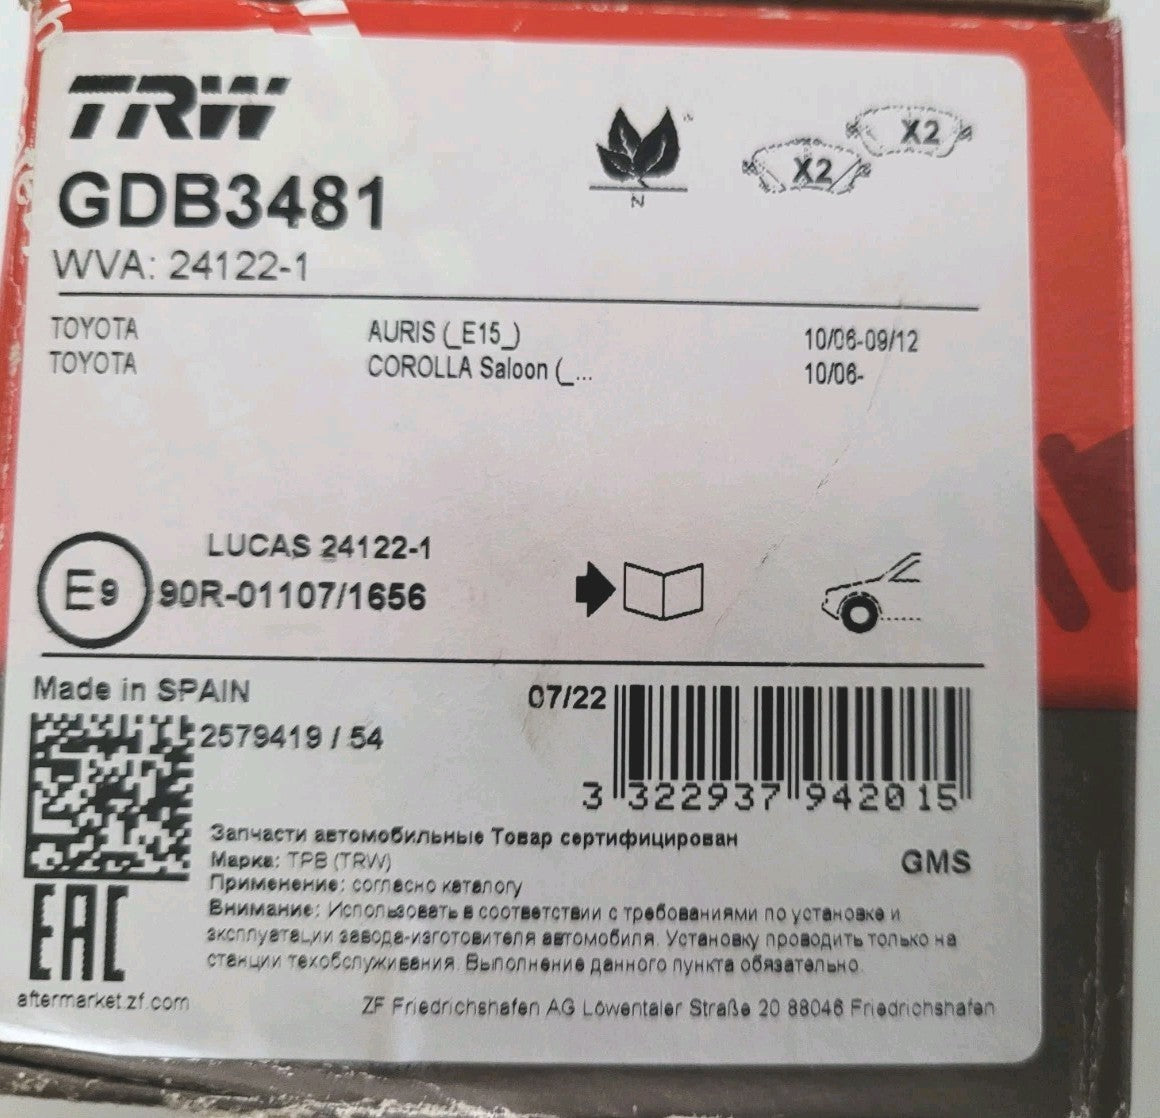 TRW
GDB3481
WVA: 24122-1
N
X2
X2
TOYOTA AURIS (_E15_) 10/06-09/12
TOYOTA COROLLA Saloon (_... 10/06-
LUCAS 24122-1
E9 90R-01107/1656
Made in SPAIN
07/22
2579419 / 54
3 322937 942015
Запчасти автомобильные Товар сертифицирован
Марка: ТРВ (TRW)
GMS
Применение: согласно каталогу
Внимание: Использовать в соответствии с требованиями по установке и
эксплуатации завода-изготовителя автомобиля. Установку проводить только на
станции техобслуживания. Выполнение данного пункта обязательно.
EAC
aftermarket.zf.com
ZF Friedrichshafen AG Löwentaler Straße 20 88046 Friedrichshafen